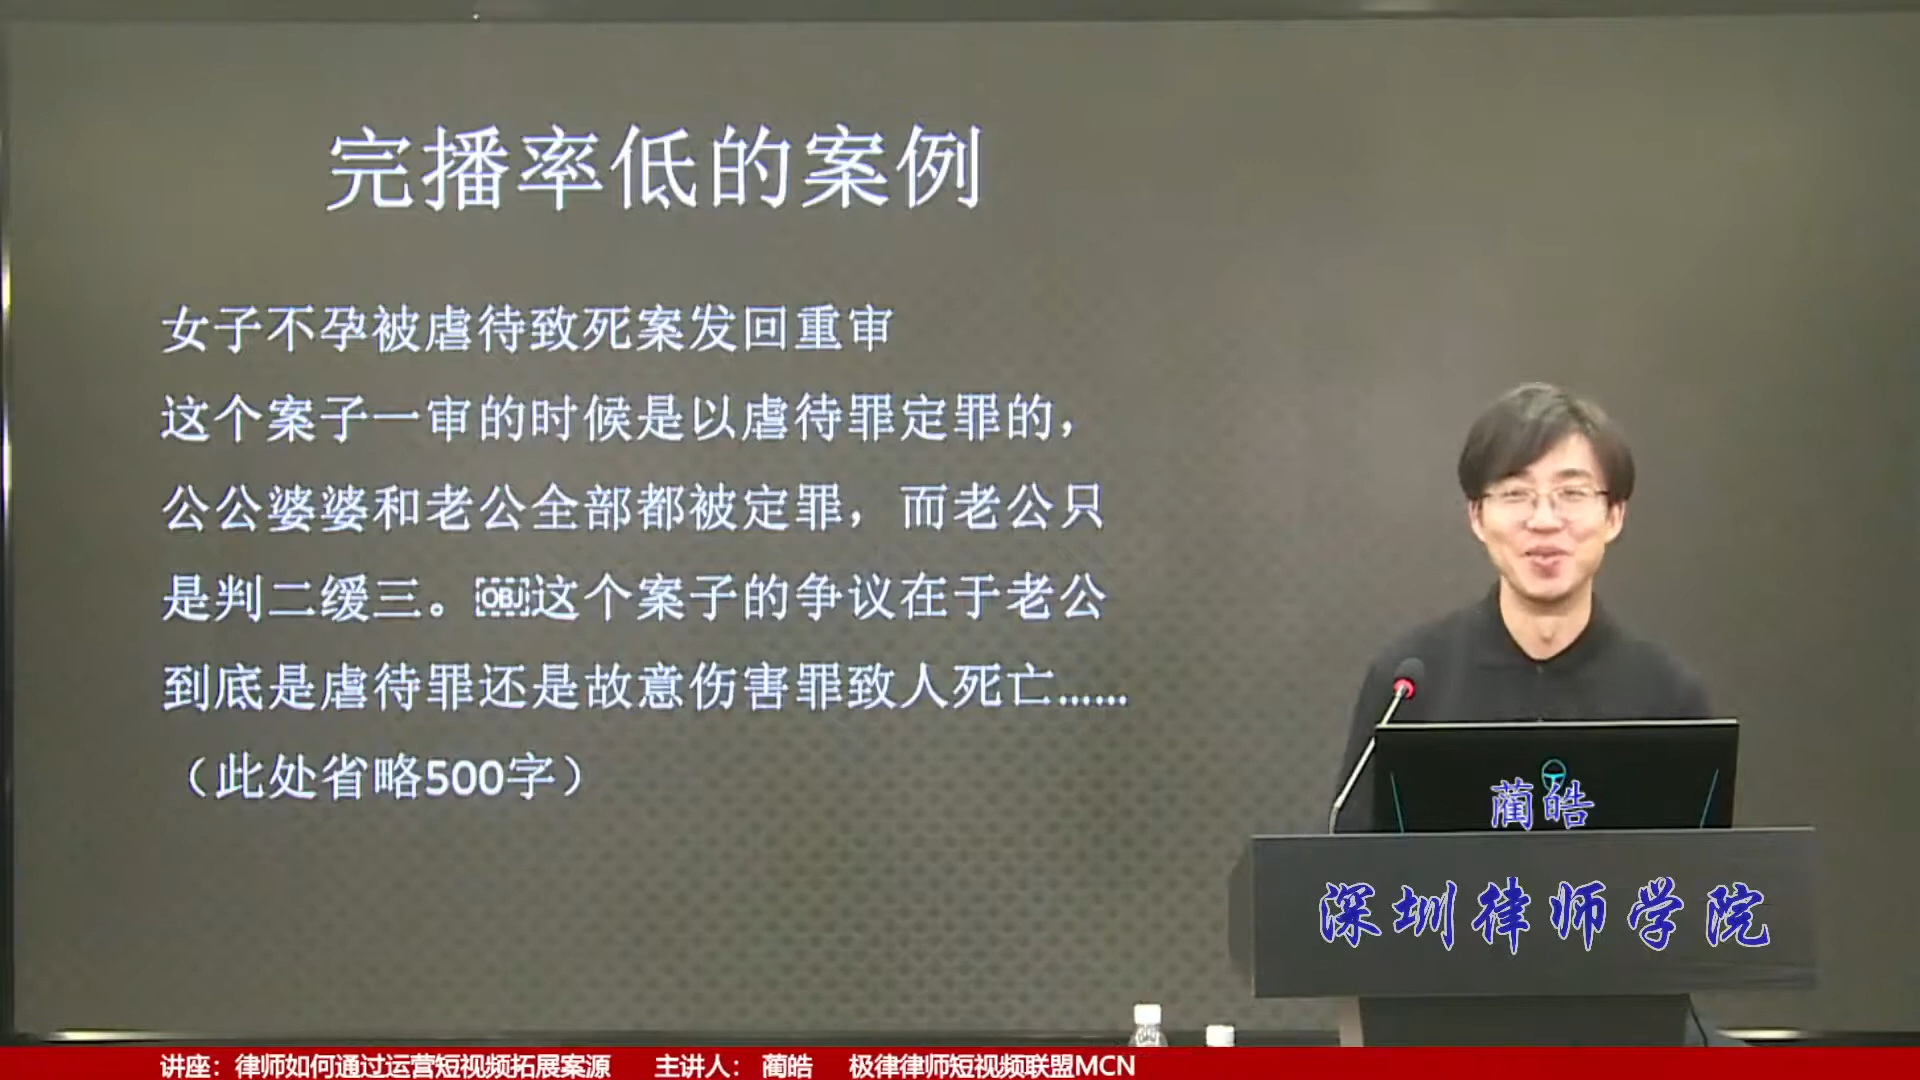 完播率低的案例
女子不孕被虐待致死案发回重审
这个案子一审的时候是以虐待罪定罪的，
公公婆婆和老公全部都被定罪，而老公只
是判二缓三。OBJ这个案子的争议在于老公
到底是虐待罪还是故意伤害罪致人死亡……
（此处省略500字）
蔺皓
深圳律师学院
讲座：律师如何通过运营短视频拓展案源 主讲人： 蔺皓 极律律师短视频联盟MCN